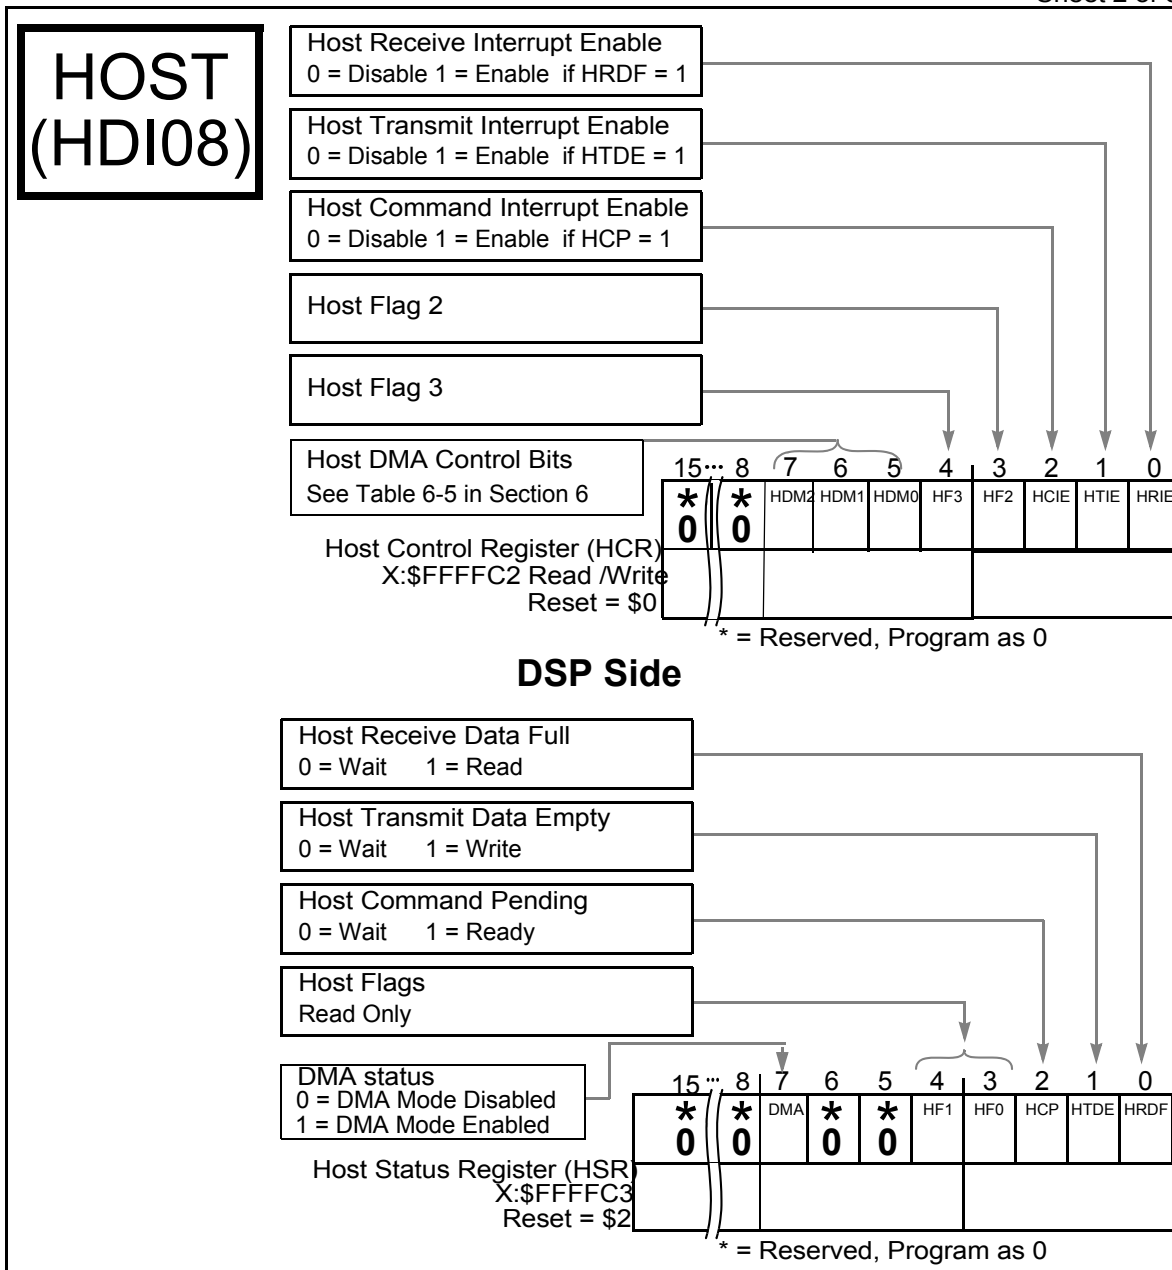 HOST
(HDI08)
Host Receive Interrupt Enable
0 = Disable 1 = Enable if HRDF = 1
Host Transmit Interrupt Enable
0 = Disable 1 = Enable if HTDE = 1
Host Command Interrupt Enable
0 = Disable 1 = Enable if HCP = 1
Host Flag 2
Host Flag 3
Host DMA Control Bits
See Table 6-5 in Section 6
15 ... 8 7 6 5 4 3 2 1 0
* * HDM2 HDM1 HDM0 HF3 HF2 HCIE HTIE HRIE
0 0
Host Control Register (HCR)
X:$FFFFC2 Read /Write
Reset = $0
* = Reserved, Program as 0
DSP Side
Host Receive Data Full
0 = Wait 1 = Read
Host Transmit Data Empty
0 = Wait 1 = Write
Host Command Pending
0 = Wait 1 = Ready
Host Flags
Read Only
DMA status
0 = DMA Mode Disabled
1 = DMA Mode Enabled
15 ... 8 7 6 5 4 3 2 1 0
* * DMA * * HF1 HF0 HCP HTDE HRDF
0 0 0 0
Host Status Register (HSR)
X:$FFFFC3
Reset = $2
* = Reserved, Program as 0